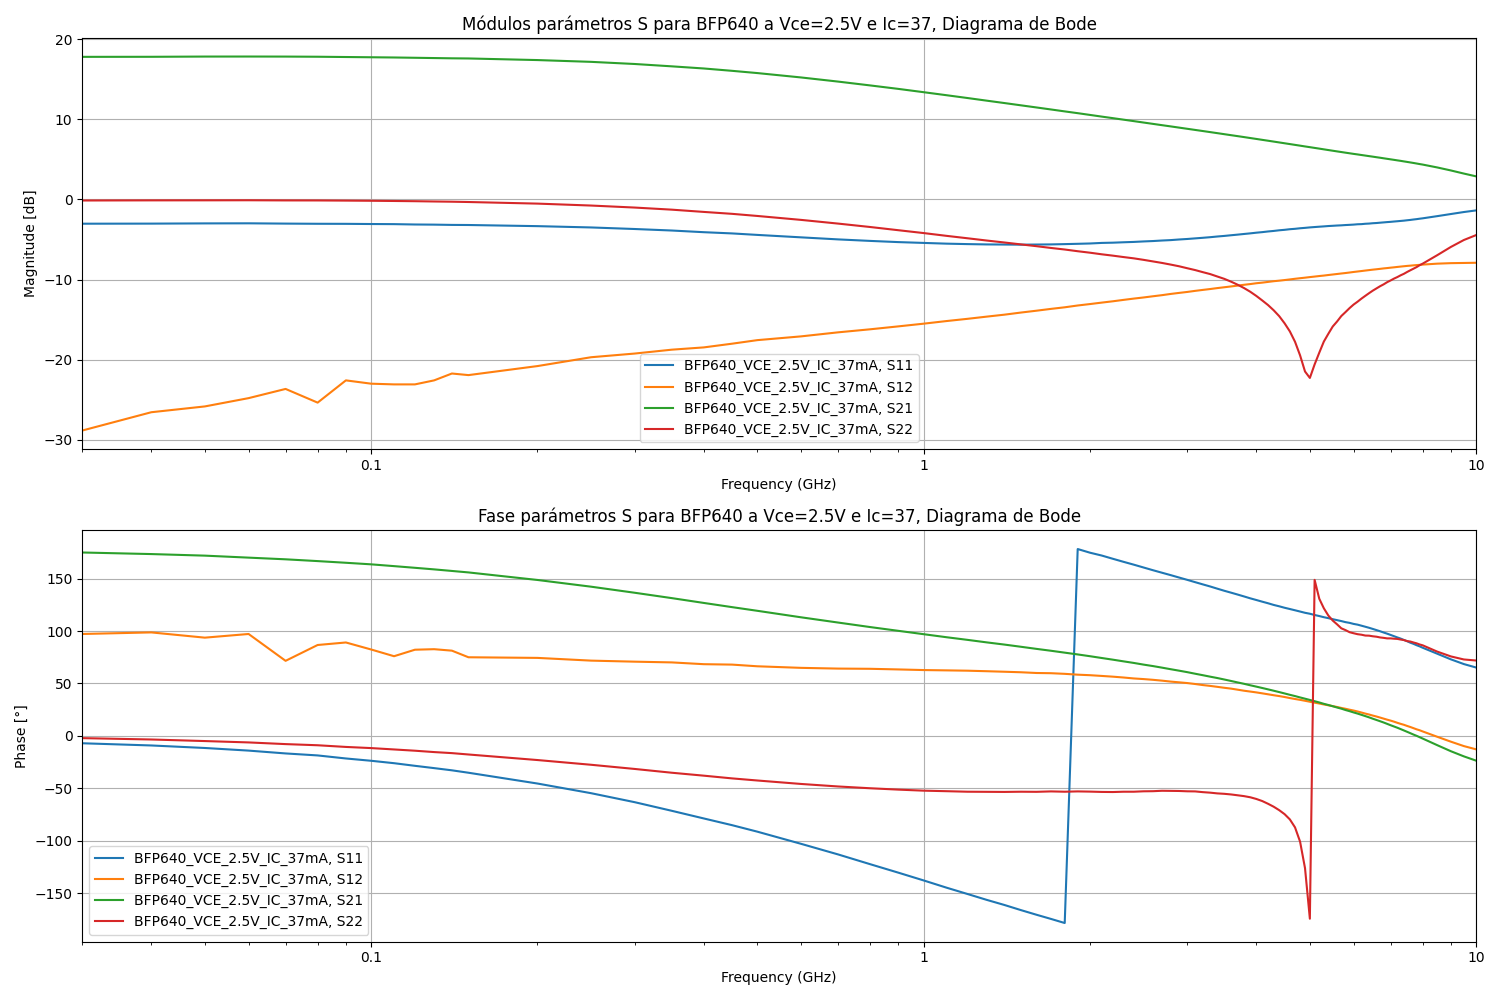 Módulos parámetros S para BFP640 a Vce=2.5V e Ic=37, Diagrama de Bode
Magnitude [dB]
20
10
0
−10
−20
−30
BFP640_VCE_2.5V_IC_37mA, S11
BFP640_VCE_2.5V_IC_37mA, S12
BFP640_VCE_2.5V_IC_37mA, S21
BFP640_VCE_2.5V_IC_37mA, S22
0.1
1
10
Frequency (GHz)
Fase parámetros S para BFP640 a Vce=2.5V e Ic=37, Diagrama de Bode
Phase [°]
150
100
50
0
−50
−100
−150
BFP640_VCE_2.5V_IC_37mA, S11
BFP640_VCE_2.5V_IC_37mA, S12
BFP640_VCE_2.5V_IC_37mA, S21
BFP640_VCE_2.5V_IC_37mA, S22
0.1
1
10
Frequency (GHz)